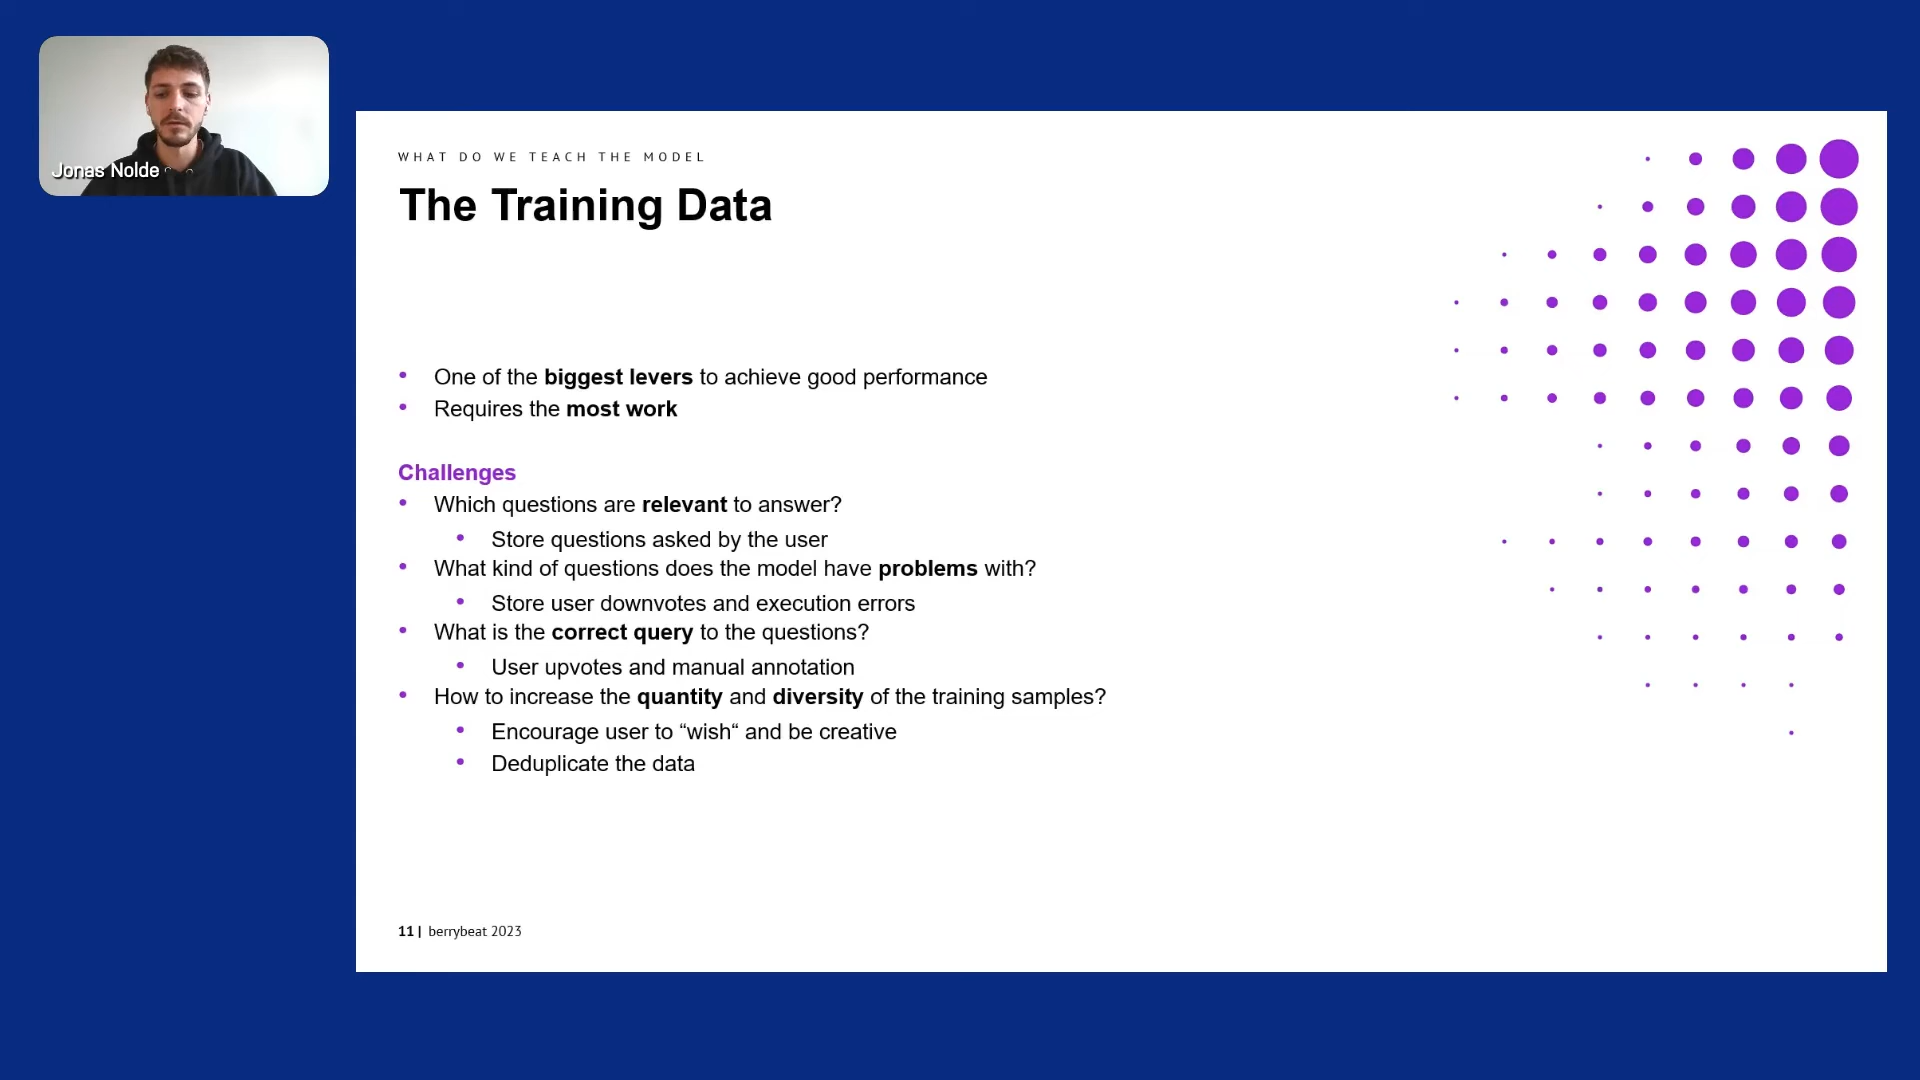 Jonas Nolde
WHAT DO WE TEACH THE MODEL
The Training Data
One of the biggest levers to achieve good performance
Requires the most work
Challenges
Which questions are relevant to answer?
Store questions asked by the user
What kind of questions does the model have problems with?
Store user downvotes and execution errors
What is the correct query to the questions?
User upvotes and manual annotation
How to increase the quantity and diversity of the training samples?
Encourage user to “wish“ and be creative
Deduplicate the data
11 | berrybeat 2023